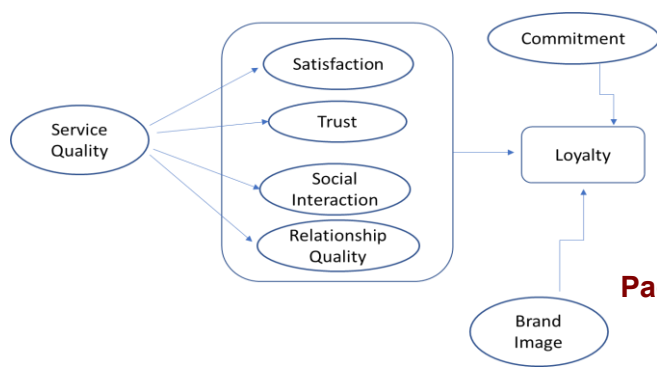 Commitment
Satisfaction
Trust
Service
Quality
Loyalty
Social
Interaction
Relationship
Quality
Pa
Brand
Image